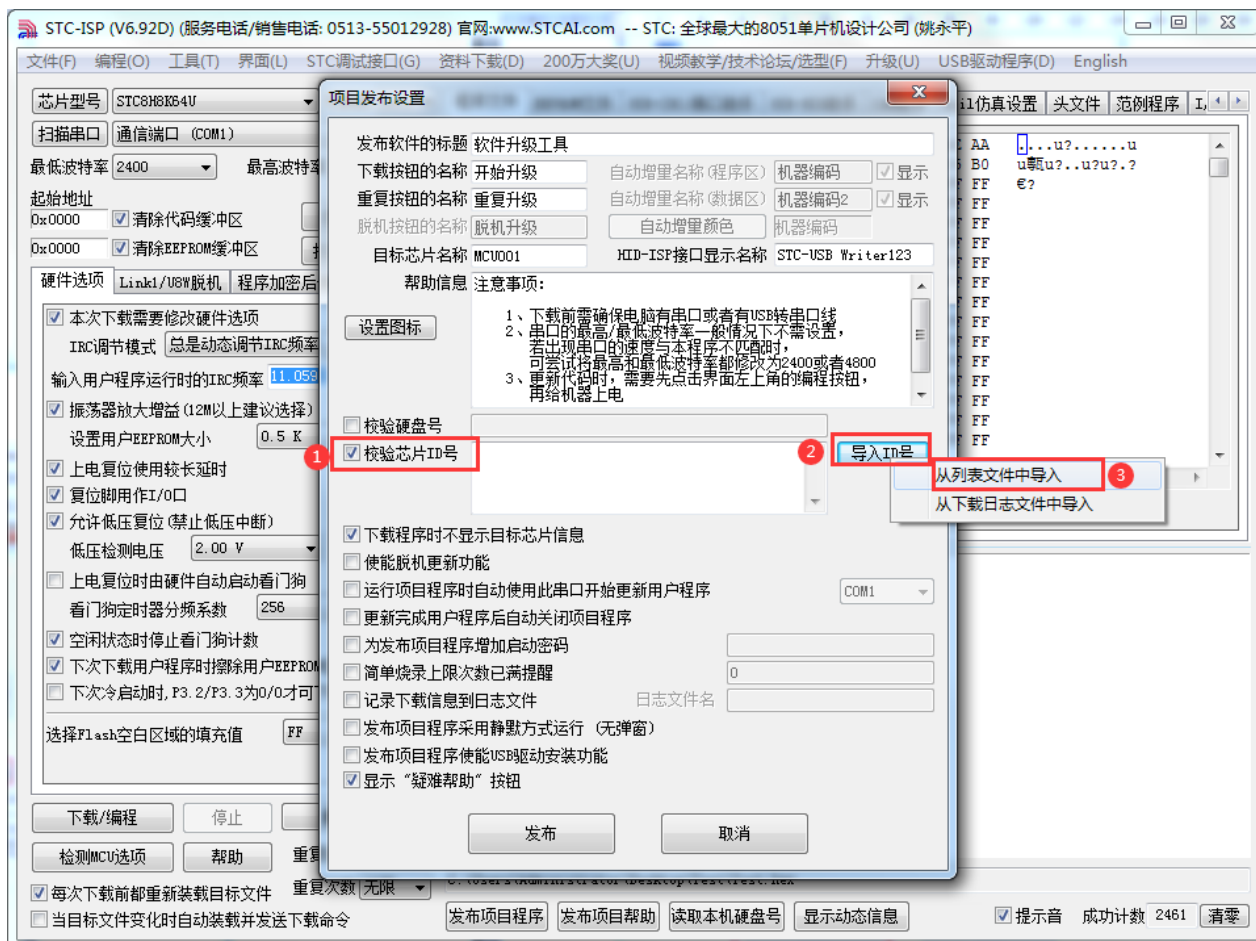 STC-ISP (V6.92D) (服务电话/销售电话: 0513-55012928) 官网:www.STCAI.com -- STC: 全球最大的8051单片机设计公司 (姚永平)
文件(F) 编程(O) 工具(T) 界面(L) STC调试接口(G) 资料下载(D) 200万大奖(U) 视频教学/技术论坛/选型(F) 升级(U) USB驱动程序(D) English
芯片型号 STC8H8K64U
扫描串口 通信端口 (COM1)
最低波特率 2400 最高波特率
起始地址
0x0000 清除代码缓冲区
0x0000 清除EEPROM缓冲区
硬件选项 Link1/U8W脱机 程序加密后
本次下载需要修改硬件选项
IRC调节模式 总是动态调节IRC频率
输入用户程序运行时的IRC频率 11.059
振荡器放大增益(12M以上建议选择)
设置用户EEPROM大小 0.5 K
上电复位使用较长延时
复位脚用作I/O口
允许低压复位(禁止低压中断)
低压检测电压 2.00 V
上电复位时由硬件自动启动看门狗
看门狗定时器分频系数 256
空闲状态时停止看门狗计数
下次下载用户程序时擦除用户EEPROM
下次冷启动时,P3.2/P3.3为0/0才可
选择Flash空白区域的填充值 FF
下载/编程 停止
检测MCU选项 帮助
每次下载前都重新装载目标文件 重复次数 无限
当目标文件变化时自动装载并发送下载命令
项目发布设置
发布软件的标题 软件升级工具
下载按钮的名称 开始升级 自动增量名称(程序区) 机器编码 显示
重复按钮的名称 重复升级 自动增量名称(数据区) 机器编码2 显示
脱机按钮的名称 脱机升级 自动增量颜色 机器编码
目标芯片名称 MCU001 HID-ISP接口显示名称 STC-USB Writer123
帮助信息 注意事项:
设置图标
1、下载前需确保电脑有串口或者有USB转串口线
2、串口的最高/最低波特率一般情况下不需设置,
若出现串口的速度与本程序不匹配时,
可尝试将最高和最低波特率都修改为2400或者4800
3、更新代码时,需要先点击界面左上角的编程按钮,
再给机器上电
校验硬盘号
1 校验芯片ID号 2 导入ID号
从列表文件中导入 3
从下载日志文件中导入
下载程序时不显示目标芯片信息
使能脱机更新功能
运行项目程序时自动使用此串口开始更新用户程序 COM1
更新完成用户程序后自动关闭项目程序
为发布项目程序增加启动密码
简单烧录上限次数已满提醒 0
记录下载信息到日志文件 日志文件名
发布项目程序采用静默方式运行 (无弹窗)
发布项目程序使能USB驱动安装功能
显示“疑难帮助”按钮
发布 取消
il仿真设置 头文件 范例程序
AA ....u?......u
B0 u甄u?..u?u?.?
FF €?
FF
FF
FF
FF
FF
FF
FF
FF
FF
FF
FF
FF
FF
发布项目程序 发布项目帮助 读取本机硬盘号 显示动态信息 提示音 成功计数 2461 清零